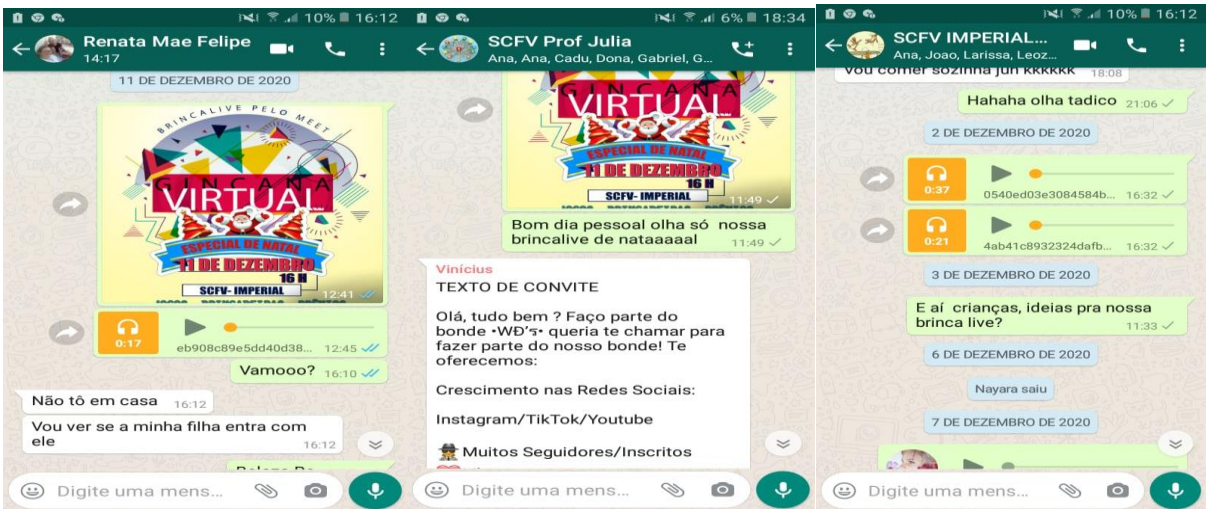 10% 16:12
Renata Mae Felipe
14:17
11 DE DEZEMBRO DE 2020
BRINCALIVE PELO MEET
GINCANA
VIRTUAL
ESPECIAL DE NATAL
11 DE DEZEMBRO
16 H
SCFV- IMPERIAL
12:41
0:17
eb908c89e5dd40d38... 12:45
Vamooo? 16:10
Não tô em casa 16:12
Vou ver se a minha filha entra com
ele 16:12
Digite uma mens...
6% 18:34
SCFV Prof Julia
Ana, Ana, Cadu, Dona, Gabriel, G...
GINCANA
VIRTUAL
ESPECIAL DE NATAL
11 DE DEZEMBRO
16 H
SCFV- IMPERIAL
11:49
Bom dia pessoal olha só nossa
brincalive de nataaaaal 11:49
Vinícius
TEXTO DE CONVITE
Olá, tudo bem ? Faço parte do
bonde •WĐ'ร• queria te chamar para
fazer parte do nosso bonde! Te
oferecemos:
Crescimento nas Redes Sociais:
Instagram/TikTok/Youtube
Muitos Seguidores/Inscritos
Digite uma mens...
10% 16:12
SCFV IMPERIAL...
Ana, Joao, Larissa, Leoz...
Vou comer sozinha jun kkkkkk 18:08
Hahaha olha tadico 21:06
2 DE DEZEMBRO DE 2020
0:37
0540ed03e3084584b... 16:32
0:21
4ab41c8932324dafb... 16:32
3 DE DEZEMBRO DE 2020
E aí crianças, ideias pra nossa
brinca live? 11:33
6 DE DEZEMBRO DE 2020
Nayara saiu
7 DE DEZEMBRO DE 2020
Digite uma mens...